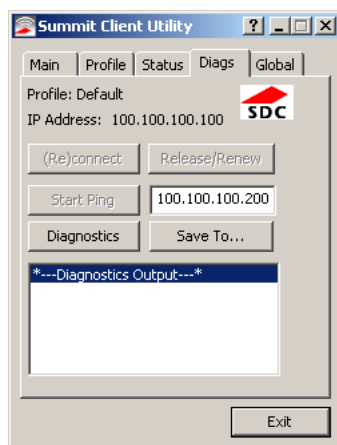 Summit Client Utility
Main Profile Status Diags Global
Profile: Default
IP Address: 100.100.100.100
SDC
(Re)connect Release/Renew
Start Ping 100.100.100.200
Diagnostics Save To...
*---Diagnostics Output---*
Exit